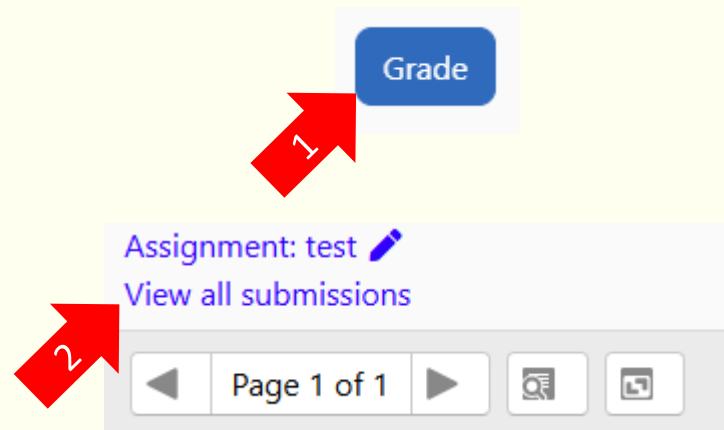 Grade
1
Assignment: test
View all submissions
2
Page 1 of 1